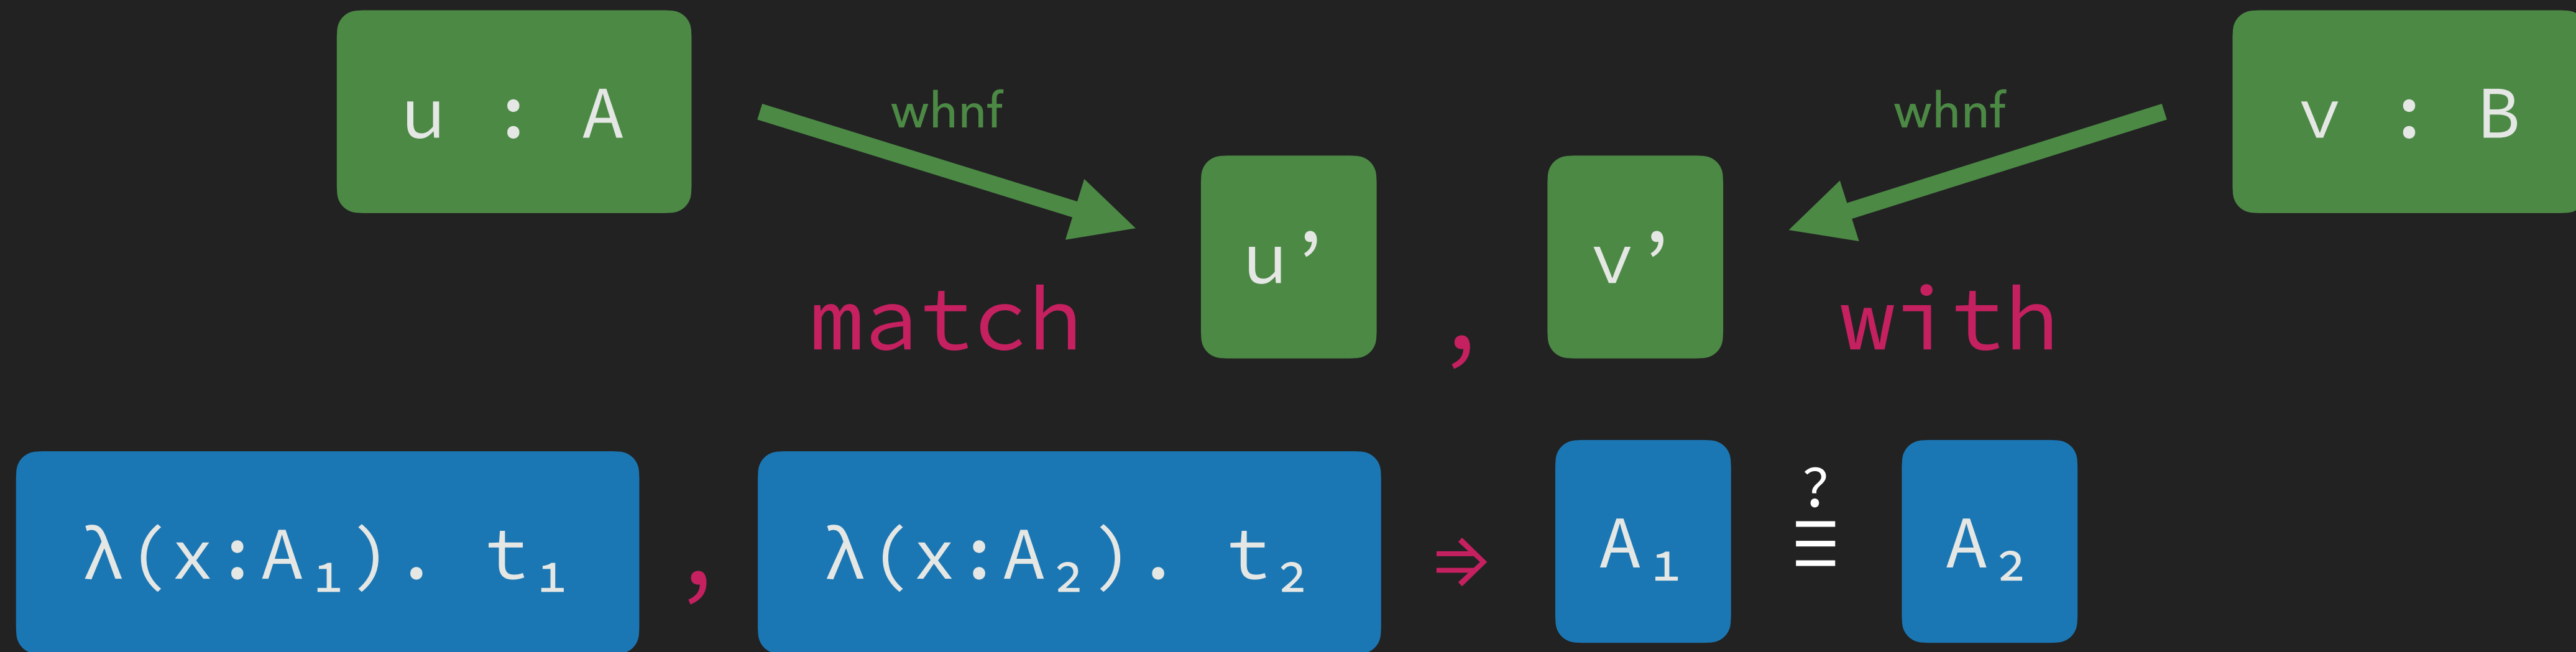 u : A whnf whnf v : B
match u’ , v’ with
λ(x:A₁). t₁ , λ(x:A₂). t₂ ⇒ A₁ ≟ A₂